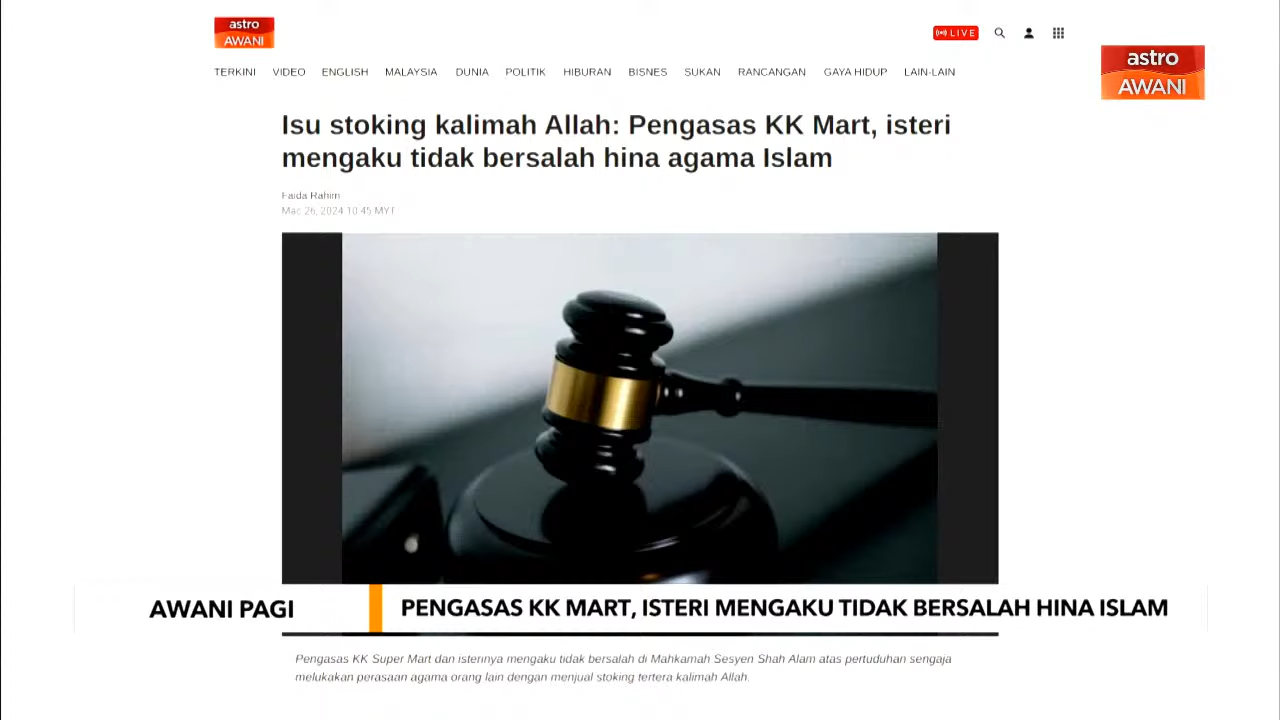 astro
AWANI
LIVE
astro
AWANI
TERKINI VIDEO ENGLISH MALAYSIA DUNIA POLITIK HIBURAN BISNES SUKAN RANCANGAN GAYA HIDUP LAIN-LAIN
Isu stoking kalimah Allah: Pengasas KK Mart, isteri
mengaku tidak bersalah hina agama Islam
Faida Rahim
Mac 26, 2024 10:45 MYT
AWANI PAGI
PENGASAS KK MART, ISTERI MENGAKU TIDAK BERSALAH HINA ISLAM
Pengasas KK Super Mart dan isterinya mengaku tidak bersalah di Mahkamah Sesyen Shah Alam atas pertuduhan sengaja
melukakan perasaan agama orang lain dengan menjual stoking tertera kalimah Allah.